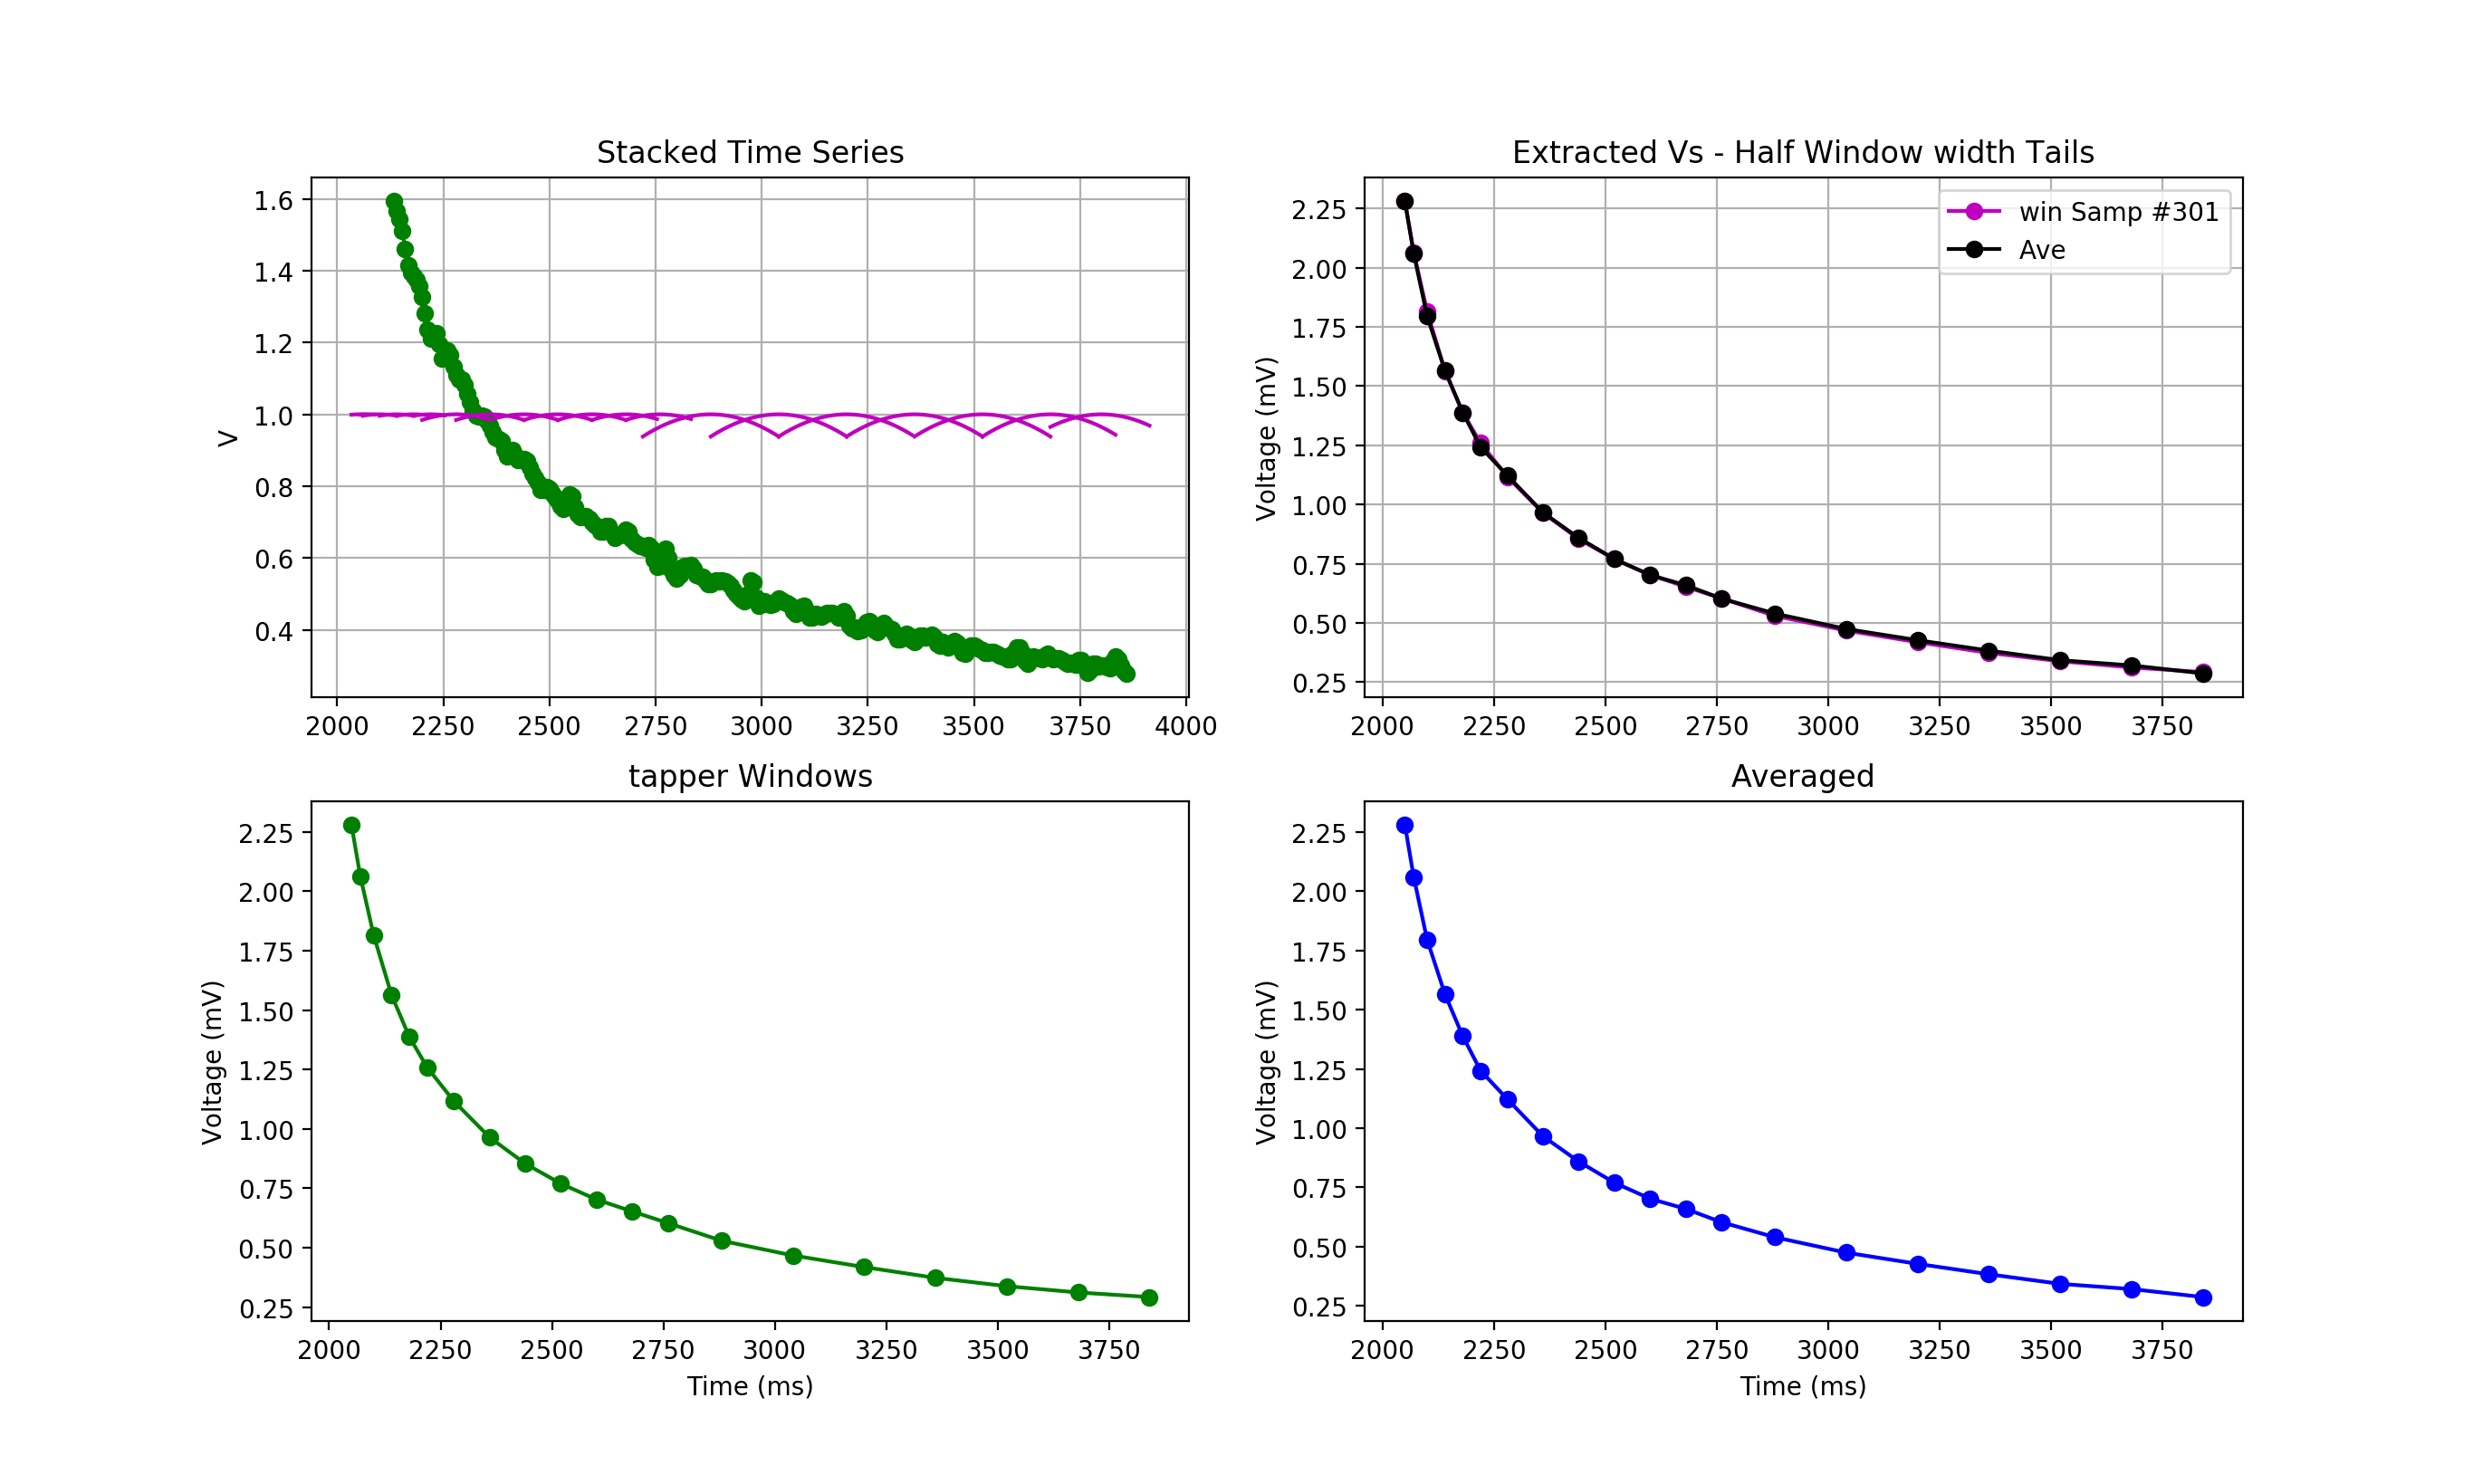 Stacked Time Series
1.6
1.4
1.2
1.0
0.8
0.6
0.4
V
2000 2250 2500 2750 3000 3250 3500 3750 4000
Extracted Vs - Half Window width Tails
win Samp #301
Ave
2.25
2.00
1.75
1.50
1.25
1.00
0.75
0.50
0.25
Voltage (mV)
2000 2250 2500 2750 3000 3250 3500 3750
tapper Windows
2.25
2.00
1.75
1.50
1.25
1.00
0.75
0.50
0.25
Voltage (mV)
2000 2250 2500 2750 3000 3250 3500 3750
Time (ms)
Averaged
2.25
2.00
1.75
1.50
1.25
1.00
0.75
0.50
0.25
Voltage (mV)
2000 2250 2500 2750 3000 3250 3500 3750
Time (ms)